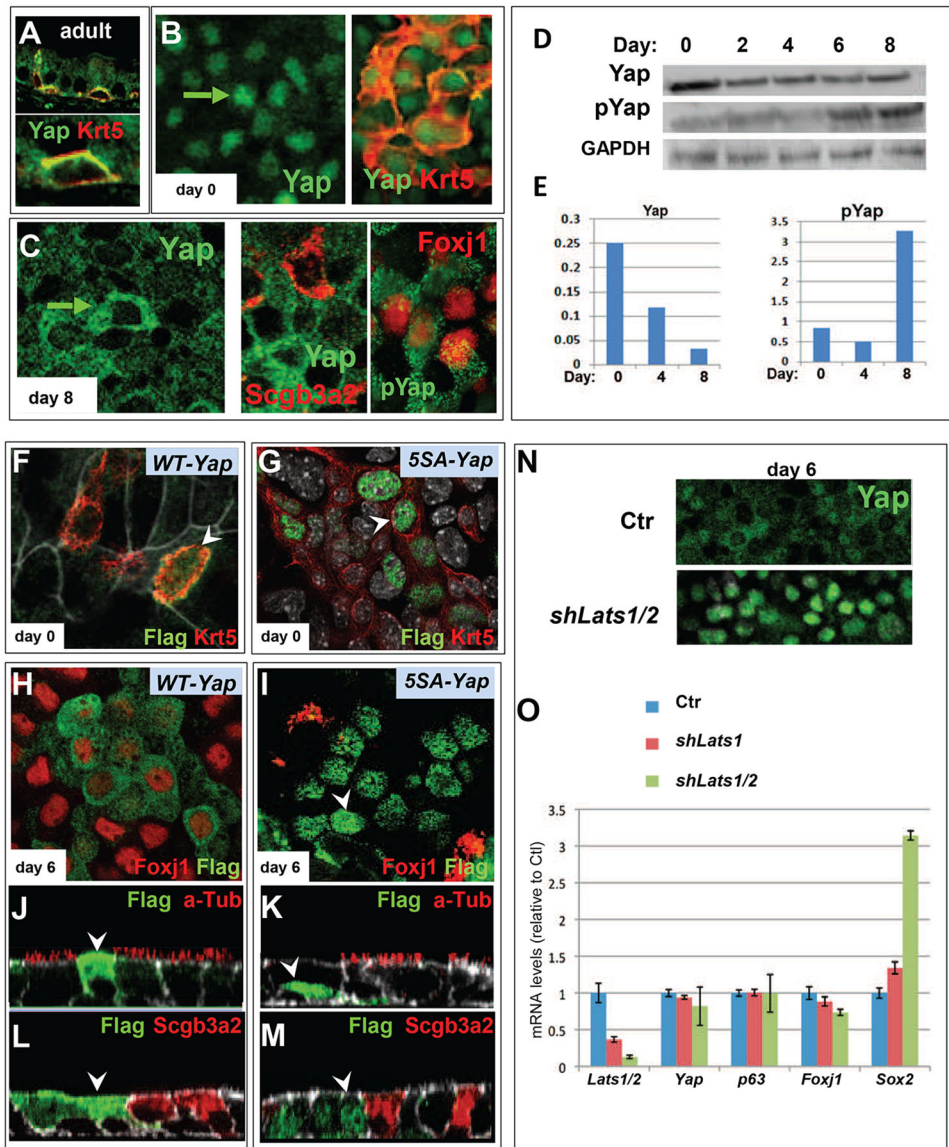 A
adult
Yap Krt5
B
day 0
Yap
Yap Krt5
C
Yap
day 8
Yap
Scgb3a2
Foxj1
pYap
D
Day: 0 2 4 6 8
Yap
pYap
GAPDH
E
Yap
0.3
0.25
0.2
0.15
0.1
0.05
0
Day: 0 4 8
pYap
3.5
3
2.5
2
1.5
1
0.5
0
Day: 0 4 8
F
WT-Yap
day 0
Flag Krt5
G
5SA-Yap
day 0
Flag Krt5
H
WT-Yap
day 6
Foxj1 Flag
I
5SA-Yap
day 6
Foxj1 Flag
J
Flag a-Tub
K
Flag a-Tub
L
Flag Scgb3a2
M
Flag Scgb3a2
N
day 6
Yap
Ctr
shLats1/2
O
Ctr
shLats1
shLats1/2
mRNA levels (relative to Ctl)
3.5
3
2.5
2
1.5
1
0.5
0
Lats1/2 Yap p63 Foxj1 Sox2